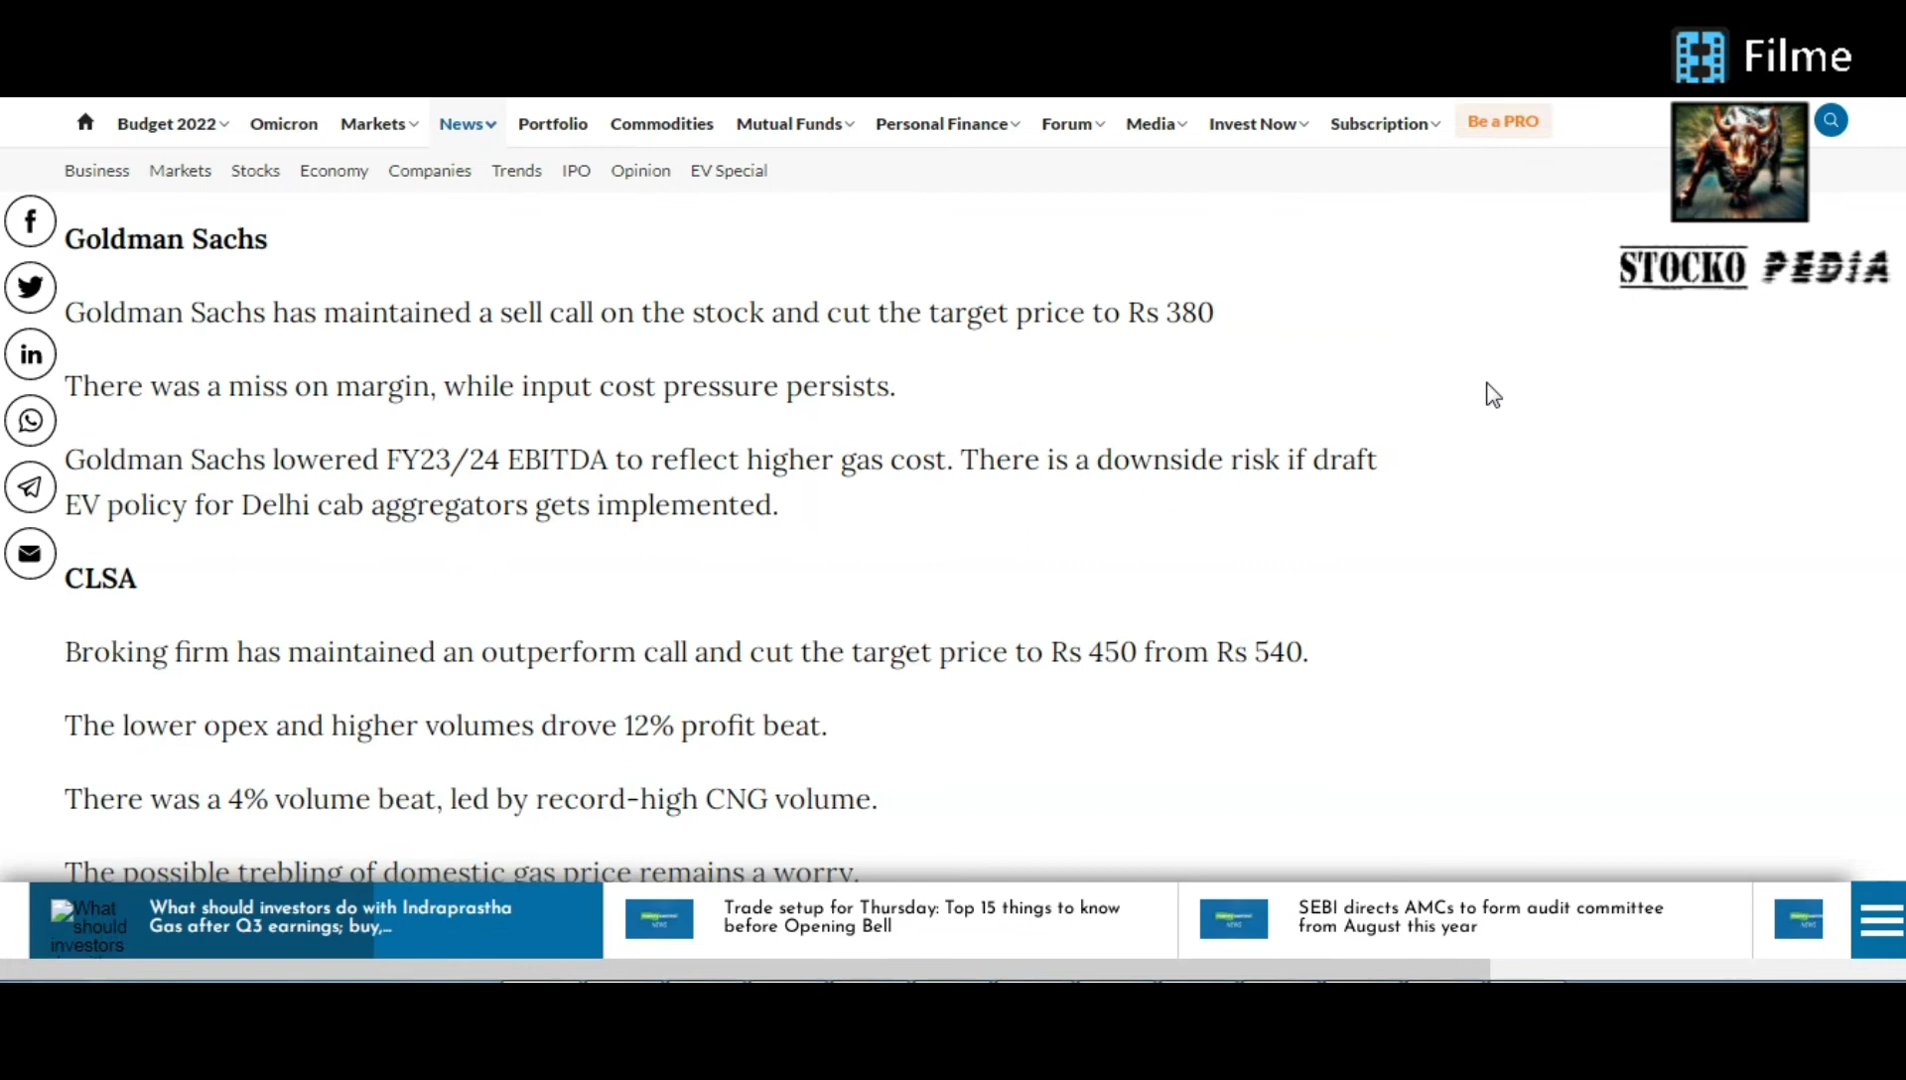 Filme
Budget 2022 Omicron Markets News Portfolio Commodities Mutual Funds Personal Finance Forum Media Invest Now Subscription Be a PRO
Business Markets Stocks Economy Companies Trends IPO Opinion EV Special
STOCKO PEDIA
Goldman Sachs
Goldman Sachs has maintained a sell call on the stock and cut the target price to Rs 380
There was a miss on margin, while input cost pressure persists.
Goldman Sachs lowered FY23/24 EBITDA to reflect higher gas cost. There is a downside risk if draft
EV policy for Delhi cab aggregators gets implemented.
CLSA
Broking firm has maintained an outperform call and cut the target price to Rs 450 from Rs 540.
The lower opex and higher volumes drove 12% profit beat.
There was a 4% volume beat, led by record-high CNG volume.
The possible trebling of domestic gas price remains a worry.
What
should
investors
What should investors do with Indraprastha
Gas after Q3 earnings; buy,...
Trade setup for Thursday: Top 15 things to know
before Opening Bell
SEBI directs AMCs to form audit committee
from August this year